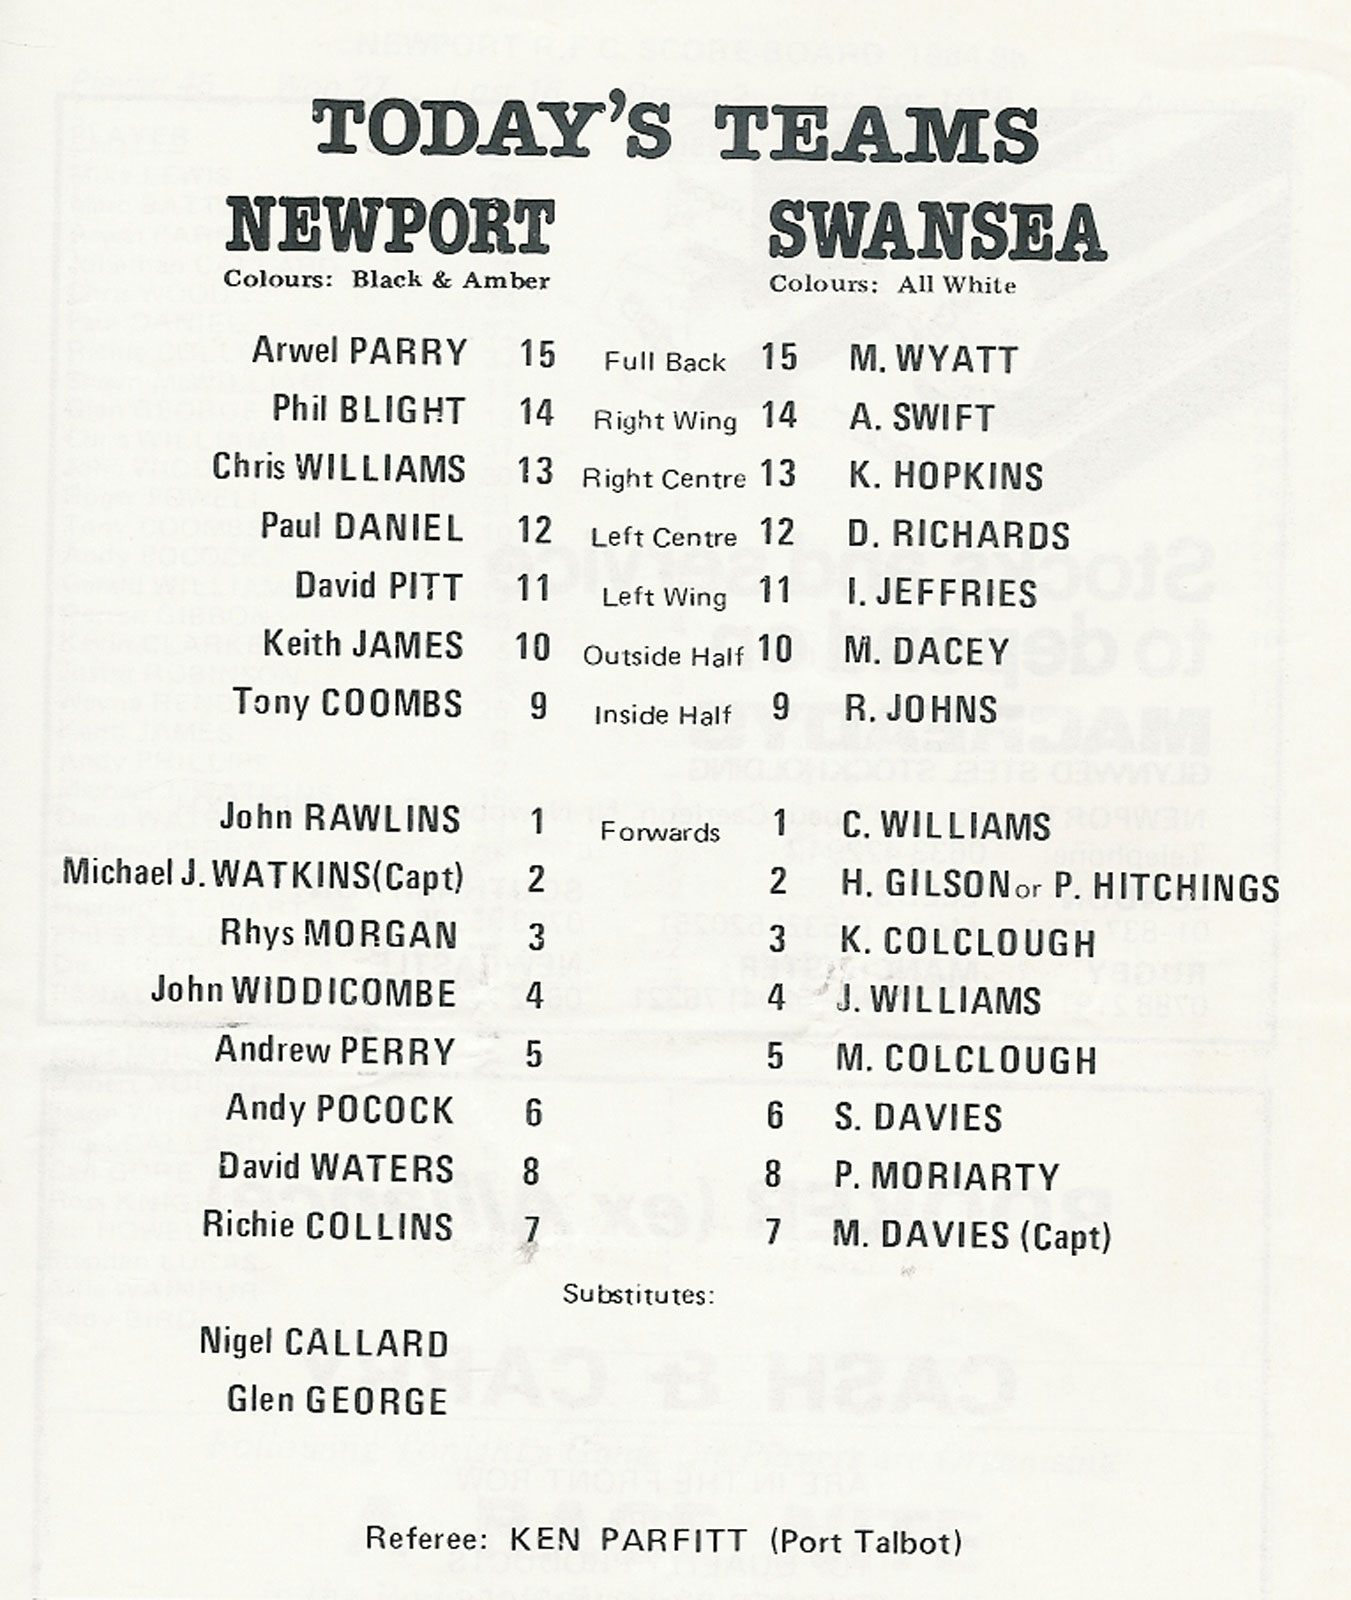 TODAY'S TEAMS
NEWPORT SWANSEA
Colours: Black & Amber Colours: All White
Arwel PARRY 15 Full Back 15 M. WYATT
Phil BLIGHT 14 Right Wing 14 A. SWIFT
Chris WILLIAMS 13 Right Centre 13 K. HOPKINS
Paul DANIEL 12 Left Centre 12 D. RICHARDS
David PITT 11 Left Wing 11 I. JEFFRIES
Keith JAMES 10 Outside Half 10 M. DACEY
Tony COOMBS 9 Inside Half 9 R. JOHNS
John RAWLINS 1 Forwards 1 C. WILLIAMS
Michael J. WATKINS(Capt) 2 2 H. GILSON or P. HITCHINGS
Rhys MORGAN 3 3 K. COLCLOUGH
John WIDDICOMBE 4 4 J. WILLIAMS
Andrew PERRY 5 5 M. COLCLOUGH
Andy POCOCK 6 6 S. DAVIES
David WATERS 8 8 P. MORIARTY
Richie COLLINS 7 7 M. DAVIES (Capt)
Substitutes:
Nigel CALLARD
Glen GEORGE
Referee: KEN PARFITT (Port Talbot)